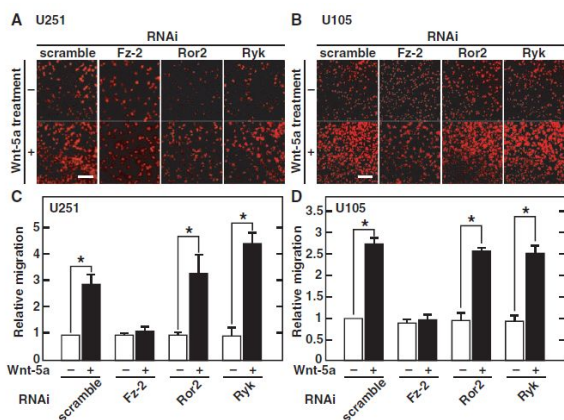 A U251
RNAi
scramble Fz-2 Ror2 Ryk
Wnt-5a treatment
− +
B U105
RNAi
scramble Fz-2 Ror2 Ryk
Wnt-5a treatment
− +
C U251
Relative migration
5
4
3
2
1
0
* * *
Wnt-5a − + − + − + − +
RNAi scramble Fz-2 Ror2 Ryk
D U105
Relative migration
3.5
3
2.5
2
1.5
1
0.5
0
* * *
− + − + − + − +
scramble Fz-2 Ror2 Ryk